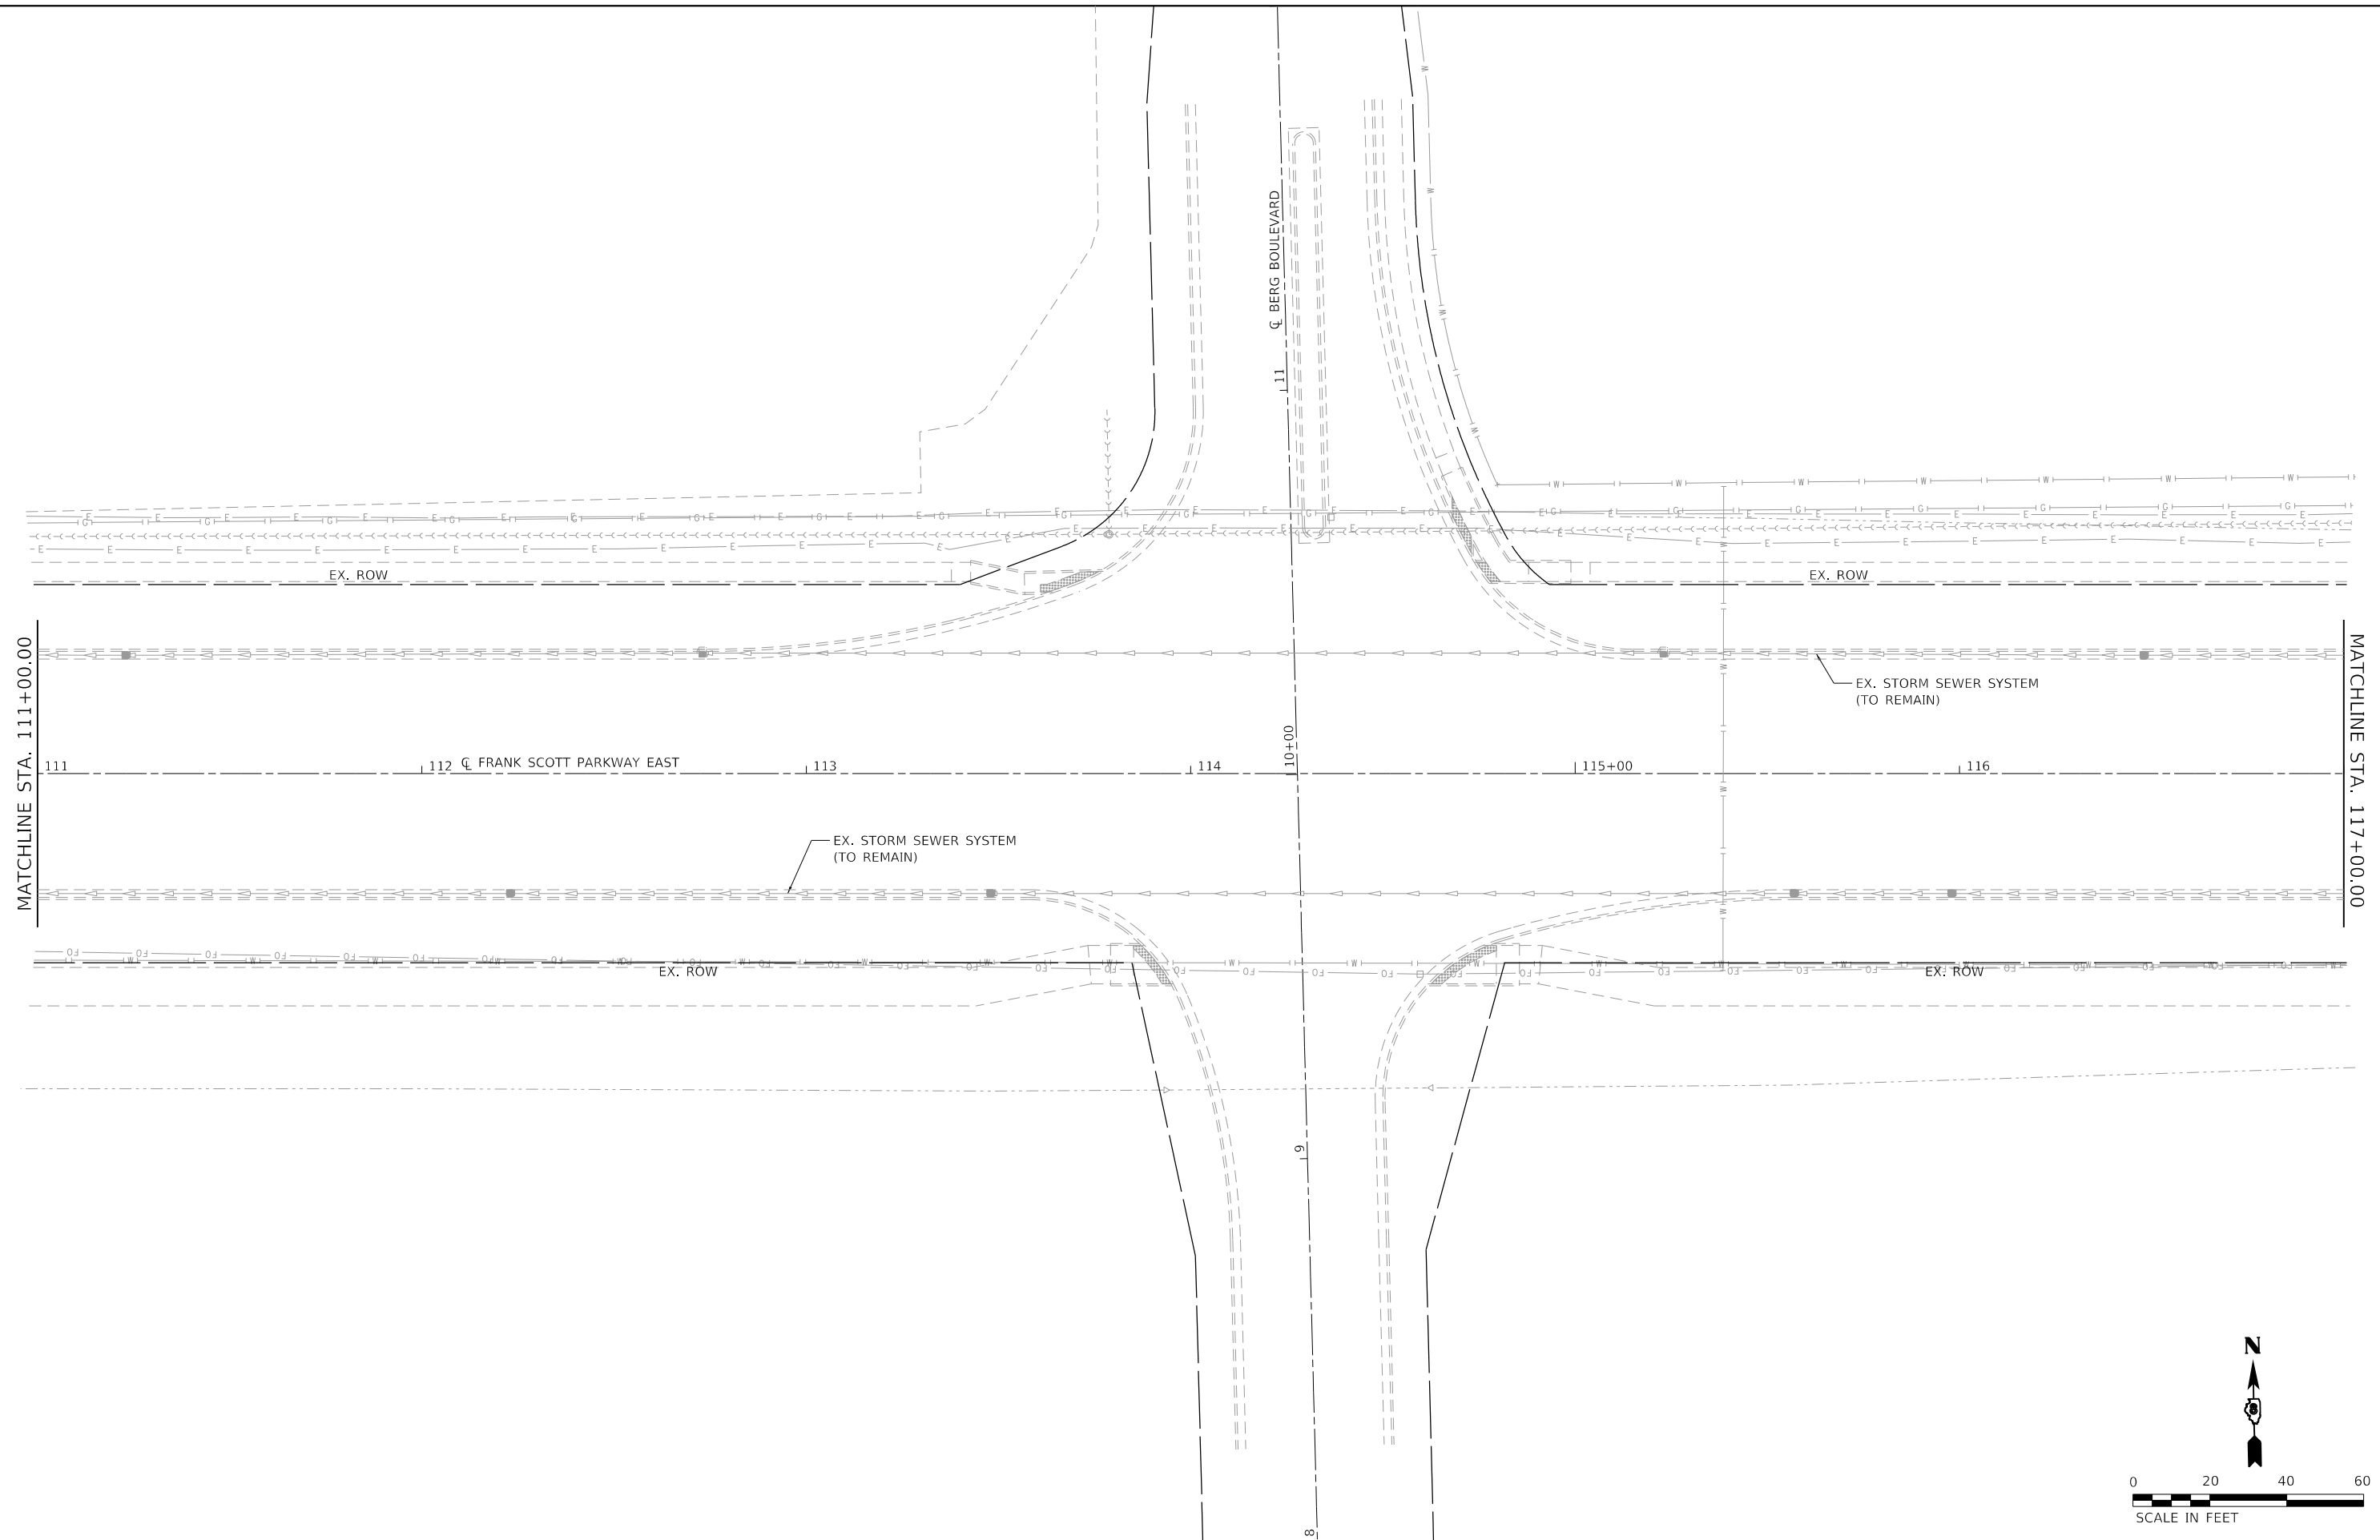 ℄ BERG BOULEVARD
11
EX. ROW
EX. ROW
MATCHLINE STA. 111+00.00
MATCHLINE STA. 117+00.00
EX. STORM SEWER SYSTEM
(TO REMAIN)
10+00
111
112
℄ FRANK SCOTT PARKWAY EAST
113
114
115+00
116
EX. STORM SEWER SYSTEM
(TO REMAIN)
EX. ROW
EX. ROW
9
8
N
0 20 40 60
SCALE IN FEET